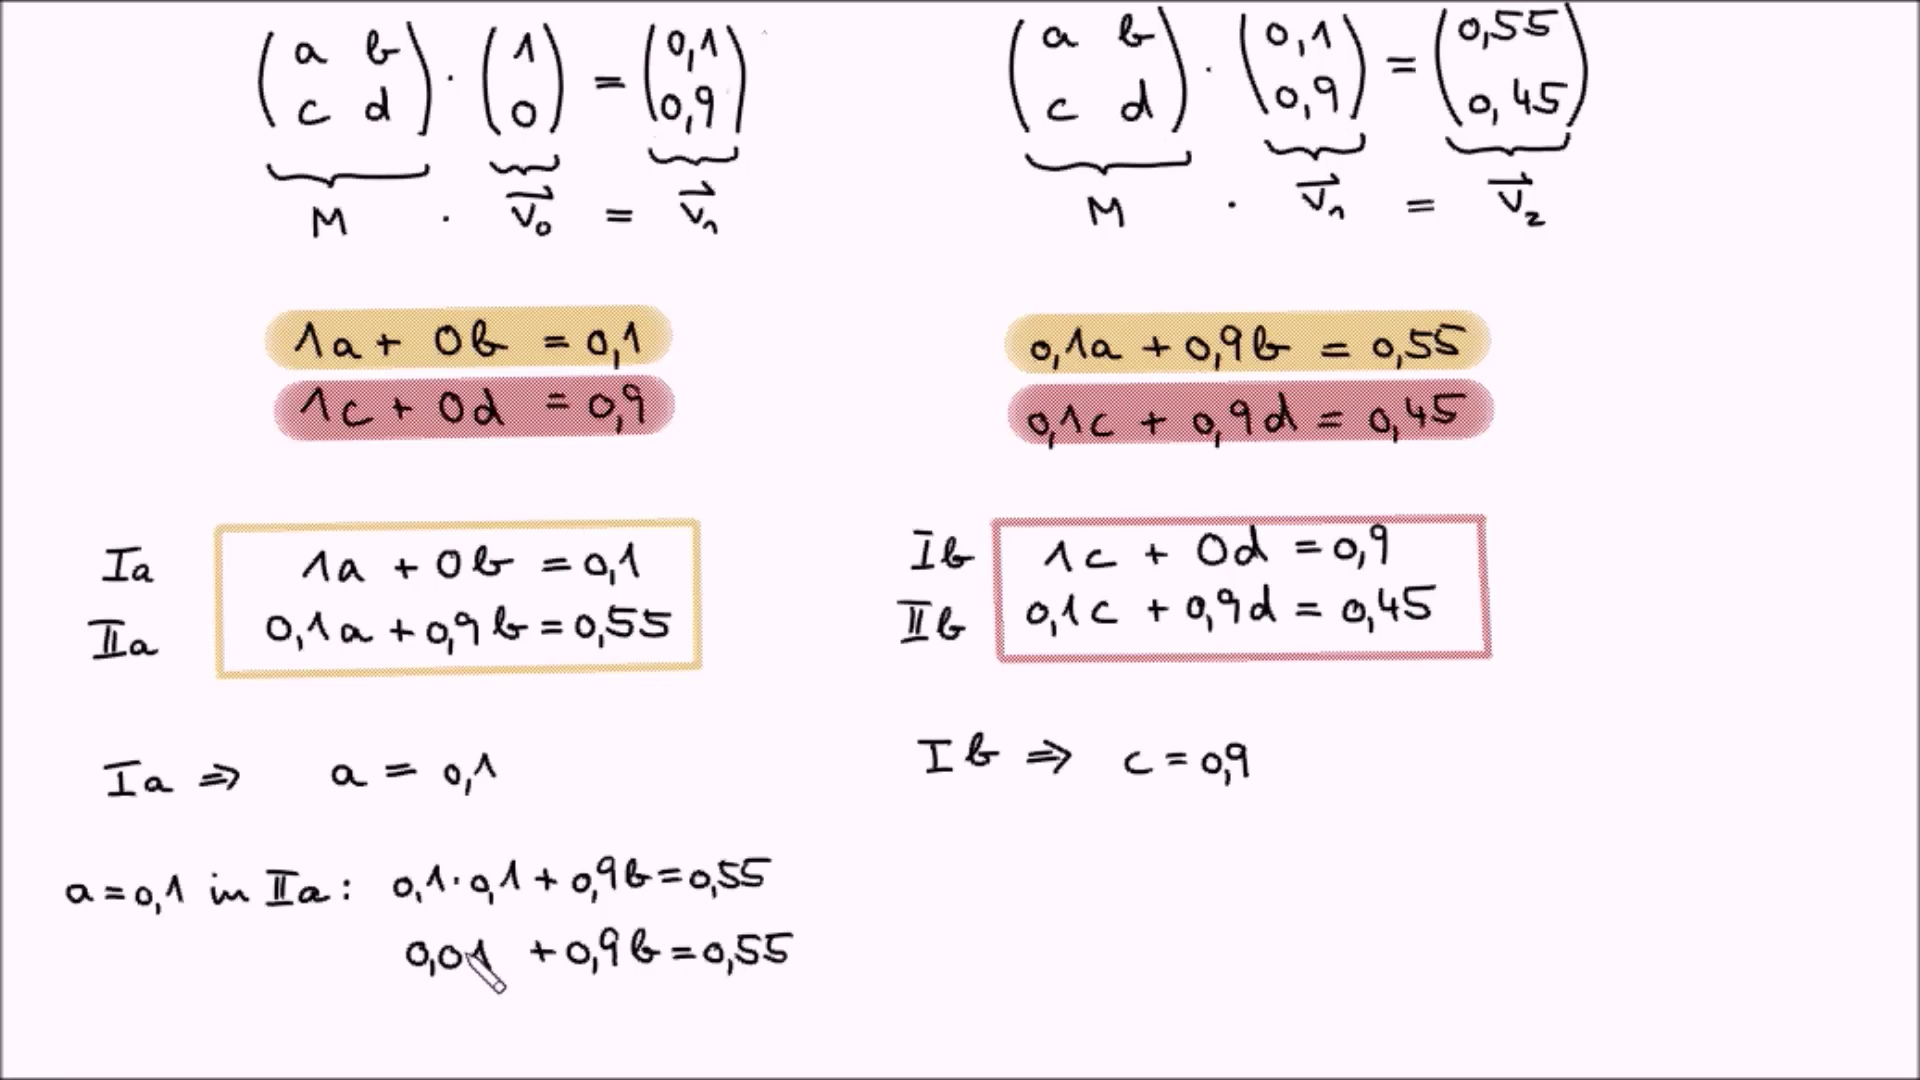 (a b
c d) · (1
0) = (0,1
0,9)
M · v⃗₀ = v⃗₁
(a b
c d) · (0,1
0,9) = (0,55
0,45)
M · v⃗₁ = v⃗₂
1a + 0b = 0,1
1c + 0d = 0,9
0,1a + 0,9b = 0,55
0,1c + 0,9d = 0,45
Ia 1a + 0b = 0,1
IIa 0,1a + 0,9b = 0,55
Ib 1c + 0d = 0,9
IIb 0,1c + 0,9d = 0,45
Ia ⇒ a = 0,1
Ib ⇒ c = 0,9
a = 0,1 in IIa: 0,1 · 0,1 + 0,9b = 0,55
0,01 + 0,9b = 0,55